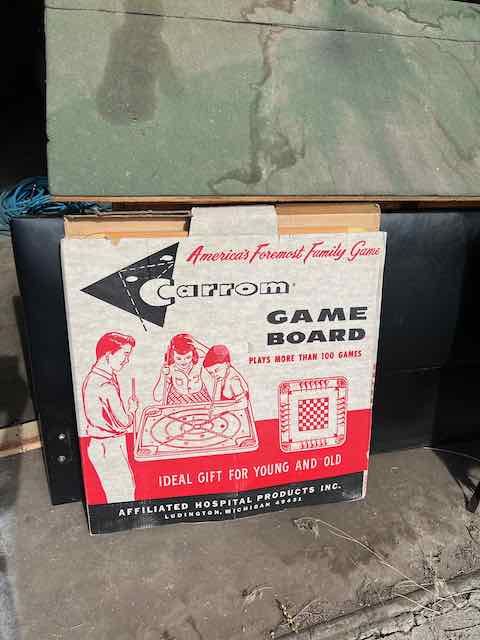 America's Foremost Family Game
Carrom®
GAME
BOARD
PLAYS MORE THAN 100 GAMES
IDEAL GIFT FOR YOUNG AND OLD
AFFILIATED HOSPITAL PRODUCTS INC.
LUDINGTON, MICHIGAN 49431